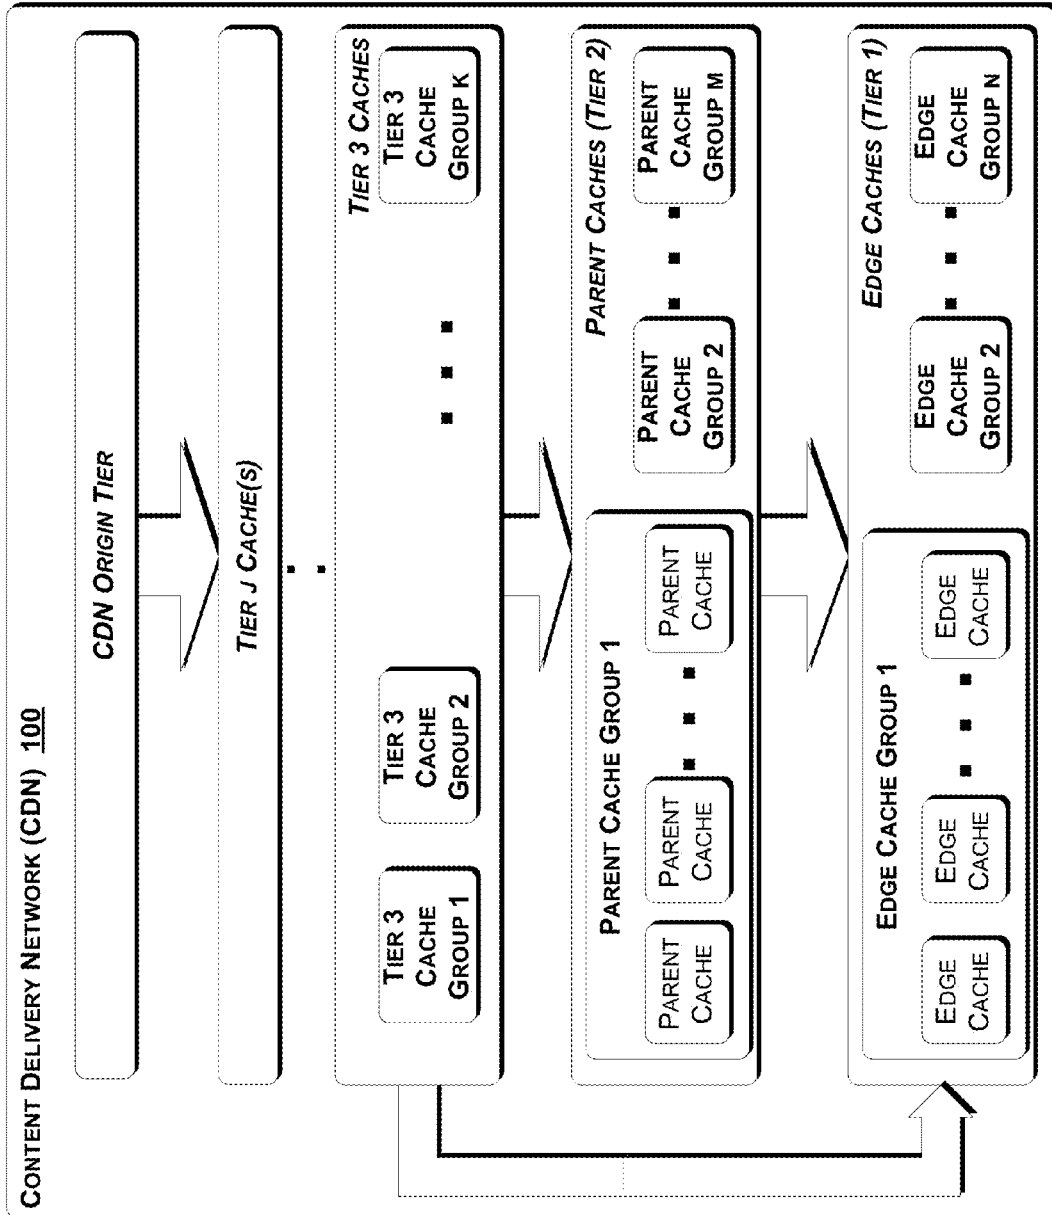 CONTENT DELIVERY NETWORK (CDN) 100
CDN ORIGIN TIER
TIER J CACHE(S)
TIER 3 CACHES
TIER 3
CACHE
GROUP 1
TIER 3
CACHE
GROUP 2
TIER 3
CACHE
GROUP K
PARENT CACHES (TIER 2)
PARENT CACHE GROUP 1
PARENT
CACHE
PARENT
CACHE
PARENT
CACHE
PARENT
CACHE
GROUP 2
PARENT
CACHE
GROUP M
EDGE CACHES (TIER 1)
EDGE CACHE GROUP 1
EDGE
CACHE
EDGE
CACHE
EDGE
CACHE
EDGE
CACHE
GROUP 2
EDGE
CACHE
GROUP N